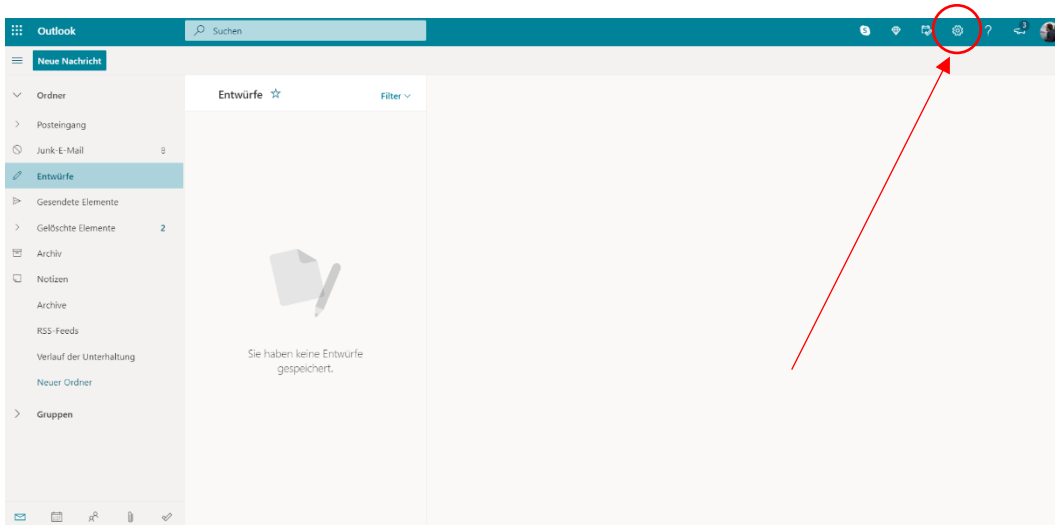 Outlook
Suchen
3
Neue Nachricht
Ordner
Entwürfe
Filter
Posteingang
Junk-E-Mail 8
Entwürfe
Gesendete Elemente
Gelöschte Elemente 2
Archiv
Notizen
Archive
RSS-Feeds
Verlauf der Unterhaltung
Neuer Ordner
Gruppen
Sie haben keine Entwürfe
gespeichert.